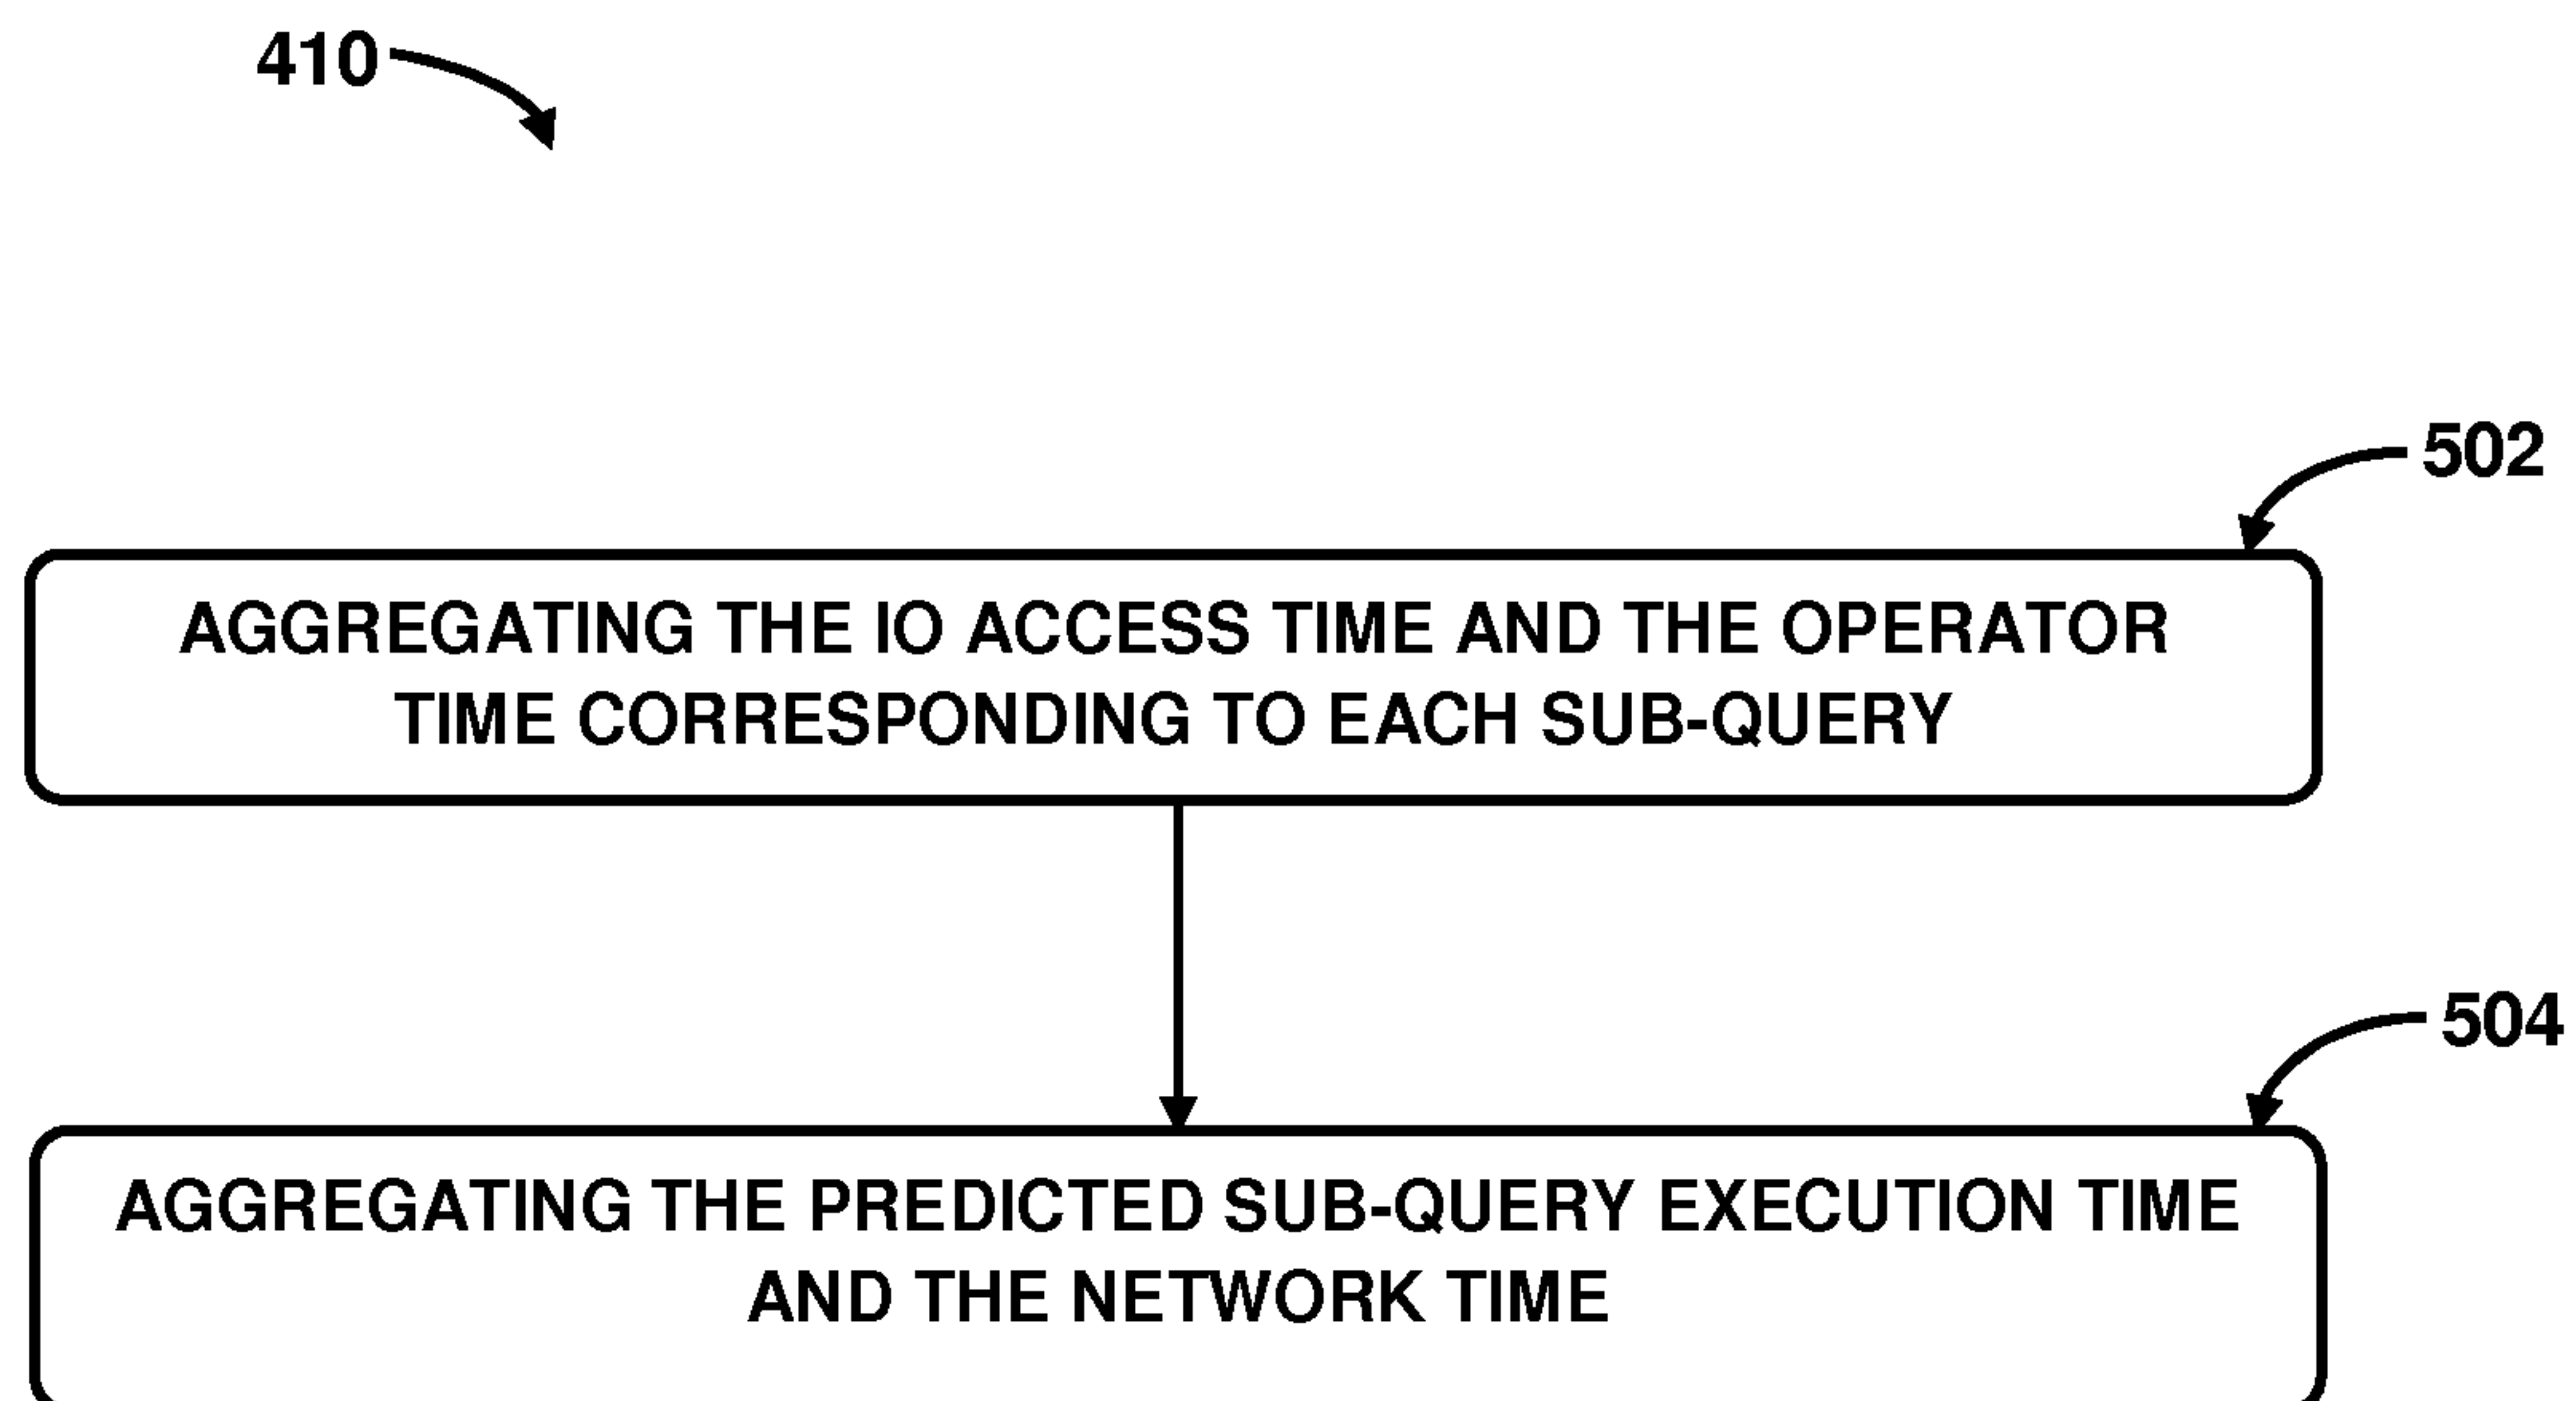 410
502
AGGREGATING THE IO ACCESS TIME AND THE OPERATOR
TIME CORRESPONDING TO EACH SUB-QUERY
504
AGGREGATING THE PREDICTED SUB-QUERY EXECUTION TIME
AND THE NETWORK TIME